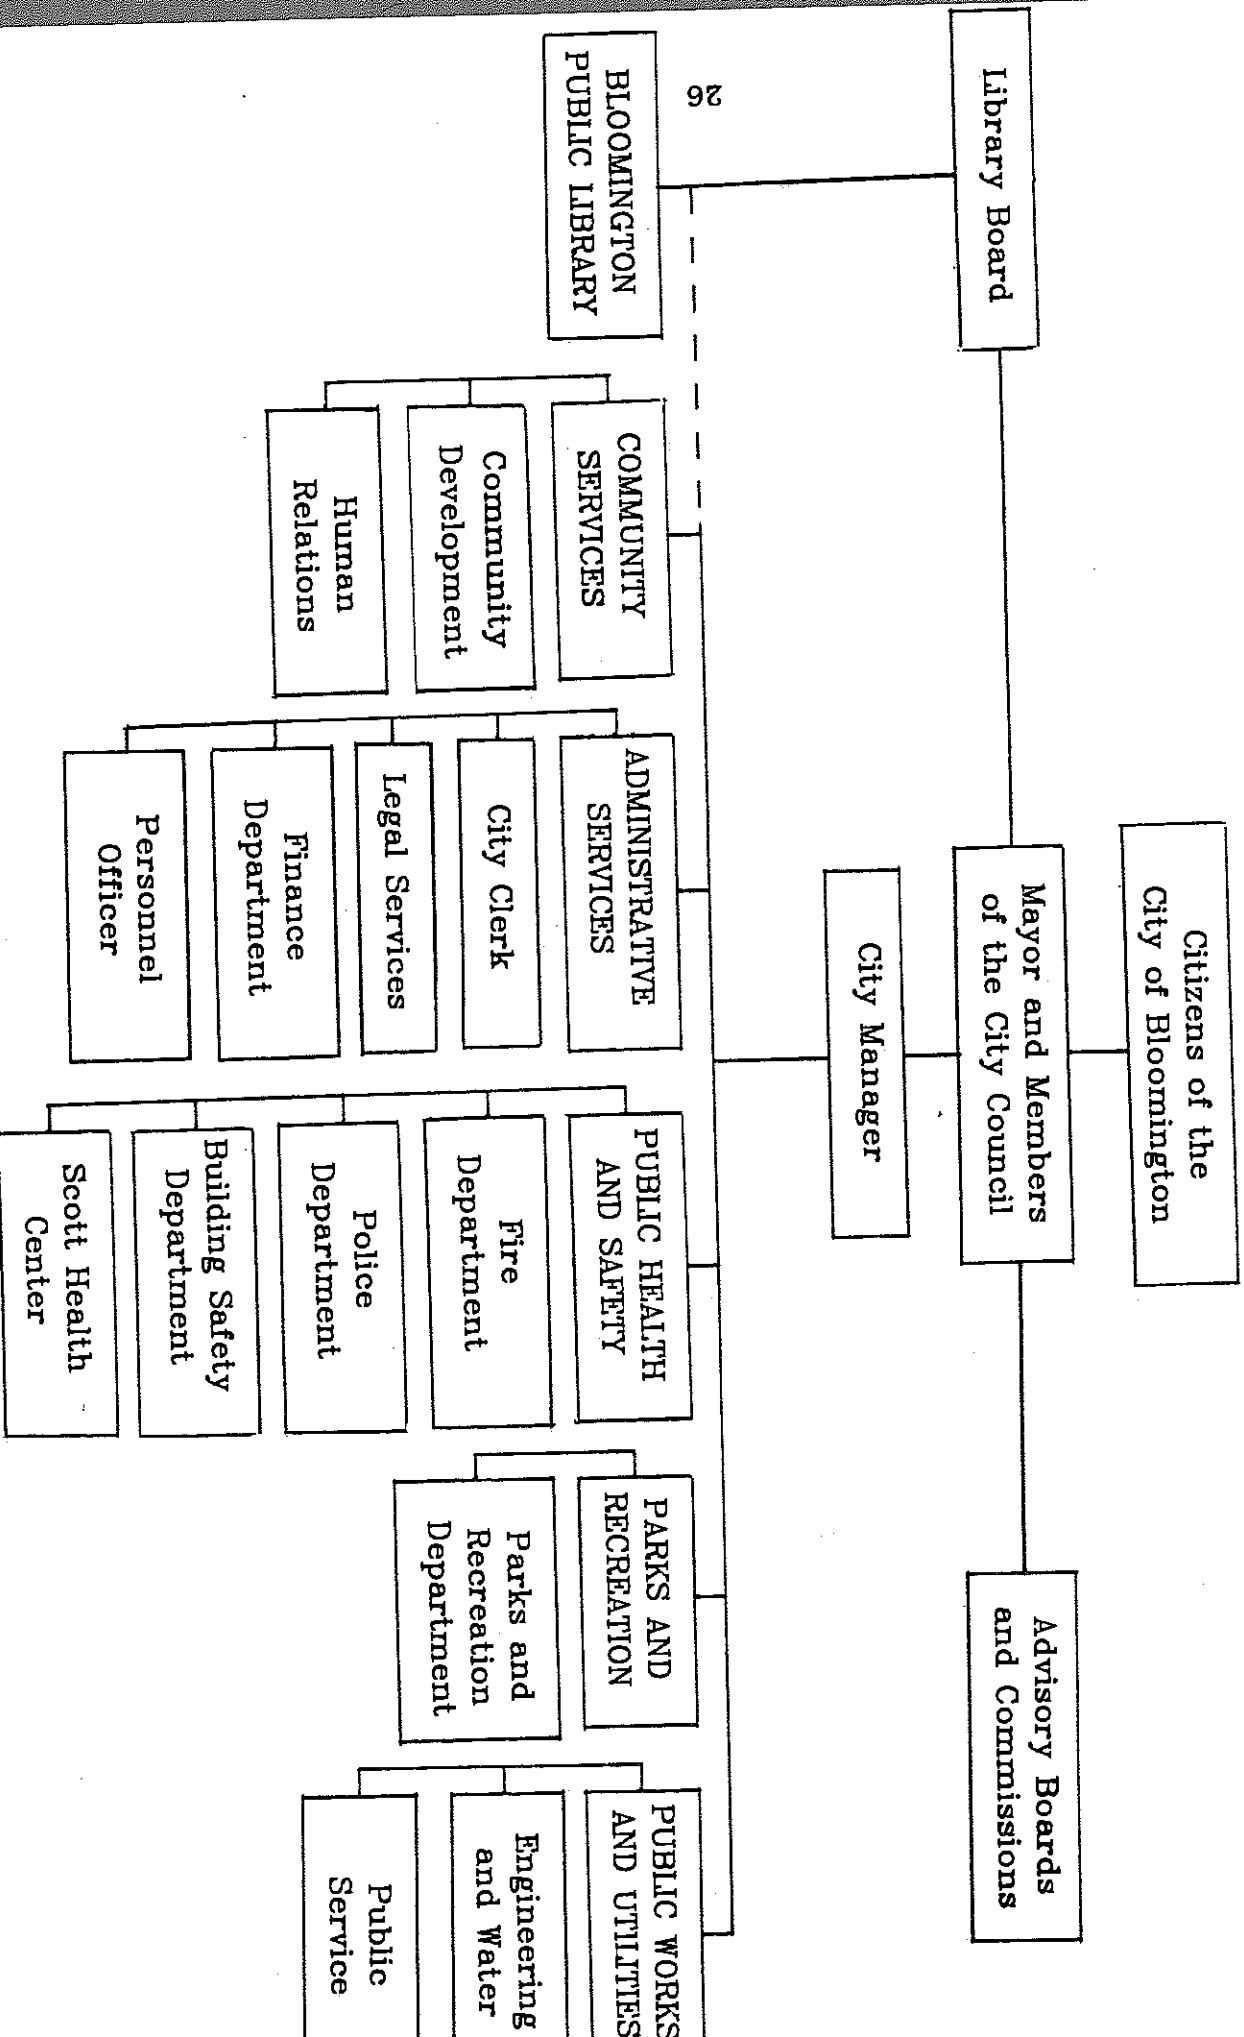 Citizens of the
City of Bloomington
Library Board
Mayor and Members
of the City Council
Advisory Boards
and Commissions
City Manager
26
BLOOMINGTON
PUBLIC LIBRARY
COMMUNITY
SERVICES
Community
Development
Human
Relations
ADMINISTRATIVE
SERVICES
City Clerk
Legal Services
Finance
Department
Personnel
Officer
PUBLIC HEALTH
AND SAFETY
Fire
Department
Police
Department
Building Safety
Department
Scott Health
Center
PARKS AND
RECREATION
Parks and
Recreation
Department
PUBLIC WORKS
AND UTILITIES
Engineering
and Water
Public
Service